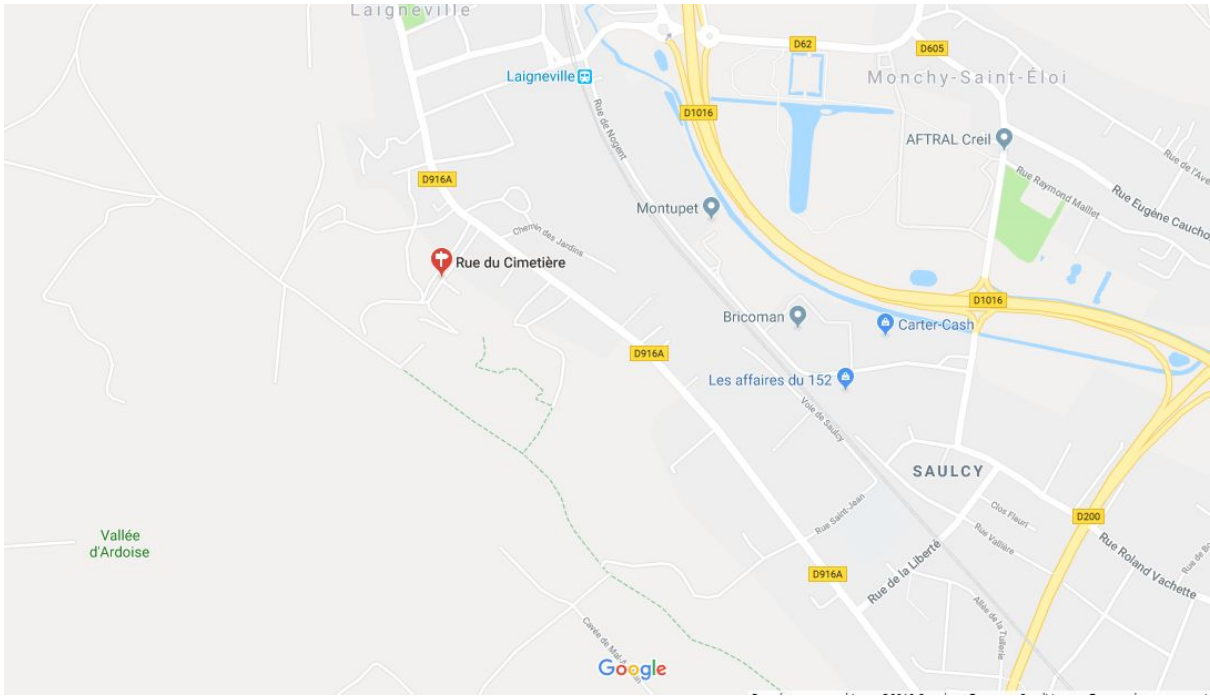 Laigneville
D62
D605
Monchy-Saint-Éloi
Laigneville
Rue de Nogent
D1016
AFTRAL Creil
Rue de l'Ave
Rue Raymond Maillet
Rue Eugène Cauchoi
D916A
Montupet
Chemin des Jardins
Rue du Cimetière
D1016
Bricoman
Carter-Cash
D916A
Les affaires du 152
Voie de Saulcy
SAULCY
Rue Saint-Jean
Clos Fleuri
D200
Rue Vallière
Rue Roland Vachette
Vallée
d'Ardoise
Rue de la Liberté
D916A
Allée de la Tuilerie
Google